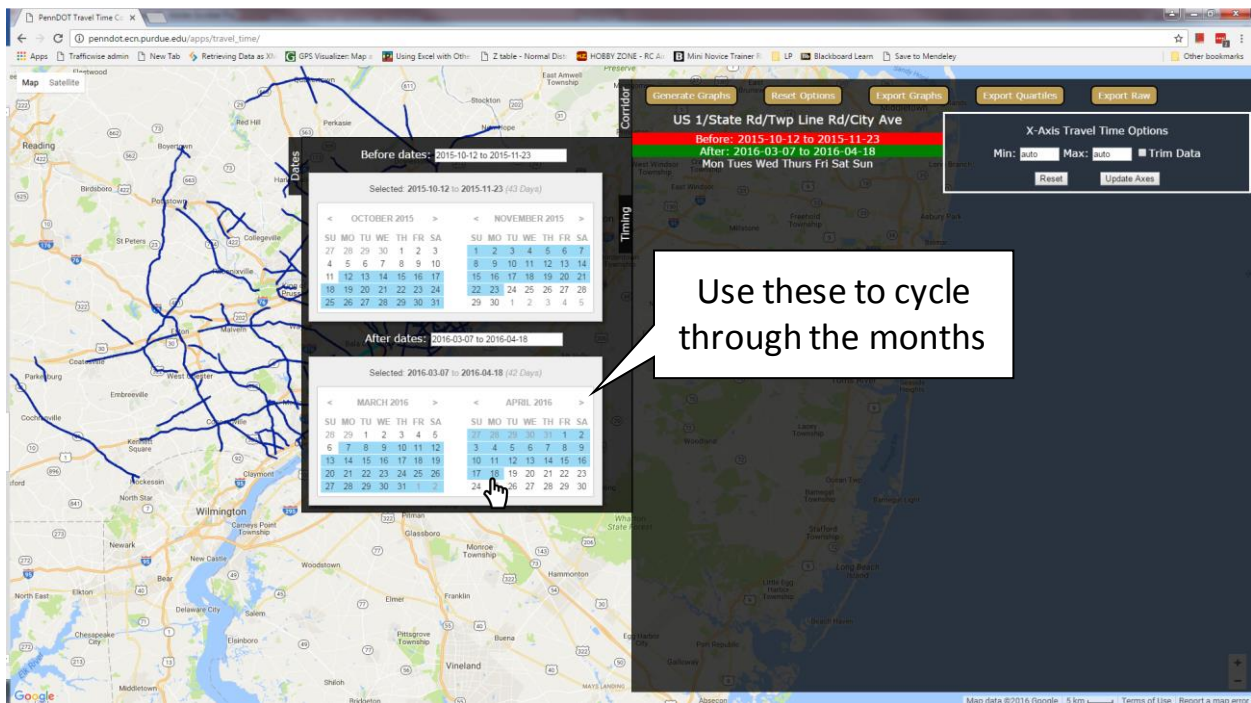 PennDOT Travel Time Co
penndot.ecn.purdue.edu/apps/travel_time/
Apps Trafficwise admin New Tab Retrieving Data as GPS Visualizer: Map Using Excel with Othe Z table - Normal Dist HOBBY ZONE - RC Mini Novice Trainer LP Blackboard Learn Save to Mendeley Other bookmarks
Map Satellite
Corridor
Generate Graphs Reset Options Export Graphs Export Quartiles Export Raw
US 1/State Rd/Twp Line Rd/City Ave
Before: 2015-10-12 to 2015-11-23
After: 2016-03-07 to 2016-04-18
Mon Tues Wed Thurs Fri Sat Sun
X-Axis Travel Time Options
Min: auto Max: auto Trim Data
Reset Update Axes
Timing
Dates
Before dates: 2015-10-12 to 2015-11-23
Selected: 2015-10-12 to 2015-11-23 (43 Days)
< OCTOBER 2015 > < NOVEMBER 2015 >
SU MO TU WE TH FR SA SU MO TU WE TH FR SA
27 28 29 30 1 2 3 1 2 3 4 5 6 7
4 5 6 7 8 9 10 8 9 10 11 12 13 14
11 12 13 14 15 16 17 15 16 17 18 19 20 21
18 19 20 21 22 23 24 22 23 24 25 26 27 28
25 26 27 28 29 30 31 29 30 1 2 3 4 5
After dates: 2016-03-07 to 2016-04-18
Selected: 2016-03-07 to 2016-04-18 (42 Days)
< MARCH 2016 > < APRIL 2016 >
SU MO TU WE TH FR SA SU MO TU WE TH FR SA
28 29 1 2 3 4 5 27 28 29 30 31 1 2
6 7 8 9 10 11 12 3 4 5 6 7 8 9
13 14 15 16 17 18 19 10 11 12 13 14 15 16
20 21 22 23 24 25 26 17 18 19 20 21 22 23
27 28 29 30 31 1 2 24 26 27 28 29 30
Use these to cycle
through the months
East Amwell
Township
Stockton
Red Hill
Perkasie
Reading
Boyertown
Birdsboro
Pottstown
St Peters
Collegeville
Malvern
Parkesburg
West Chester
Embreeville
Kennett
Square
Claymont
Hockessin
North Star
Wilmington
Carneys Point
Township
Newark
New Castle
Bear
North East
Elkton
Delaware City
Salem
Chesapeake
City
Elsinboro
Middletown
Pitman
Glassboro
Monroe
Township
Woodstown
Hammonton
Elmer
Franklin
Pittsgrove
Township
Buena
Vineland
Shiloh
Bridgeton
MAYS LANDING
Egg Harbor
City
Port Republic
Galloway
Absecon
Little Egg
Harbor
Township
Beach Haven
Long Beach
Island
Stafford
Township
Barnegat
Township
Barnegat Light
Lacey
Township
Woodland
Toms River
Freehold
Township
Millstone
Asbury Park
East Windsor
Google
Map data ©2016 Google 5 km Terms of Use Report a map error